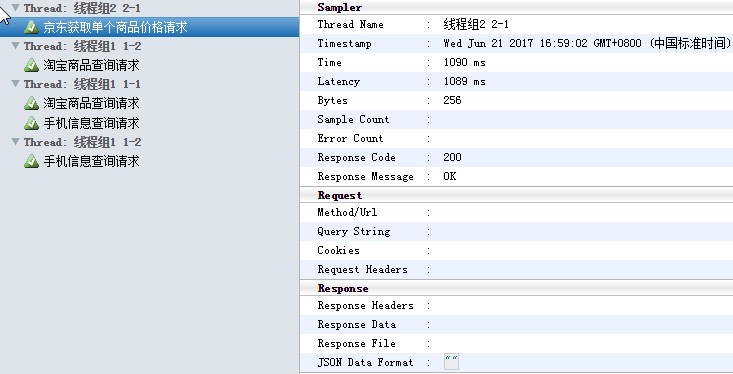 Thread: 线程组2 2-1
京东获取单个商品价格请求
Thread: 线程组1 1-2
淘宝商品查询请求
Thread: 线程组1 1-1
淘宝商品查询请求
手机信息查询请求
Thread: 线程组1 1-2
手机信息查询请求
Sampler
Thread Name : 线程组2 2-1
Timestamp : Wed Jun 21 2017 16:59:02 GMT+0800 (中国标准时间)
Time : 1090 ms
Latency : 1089 ms
Bytes : 256
Sample Count :
Error Count :
Response Code : 200
Response Message : OK
Request
Method/Url :
Query String :
Cookies :
Request Headers :
Response
Response Headers :
Response Data :
Response File :
JSON Data Format : ""